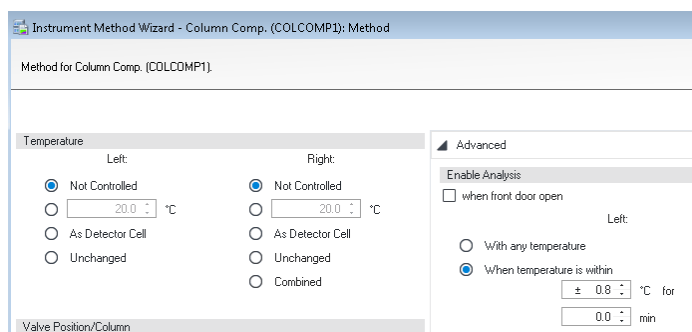 Instrument Method Wizard - Column Comp. (COLCOMP1): Method
Method for Column Comp. (COLCOMP1).
Temperature
Left: Right:
Not Controlled Not Controlled
20.0 °C 20.0 °C
As Detector Cell As Detector Cell
Unchanged Unchanged
Combined
Valve Position/Column
Advanced
Enable Analysis
when front door open
Left:
With any temperature
When temperature is within
± 0.8 °C for
0.0 min